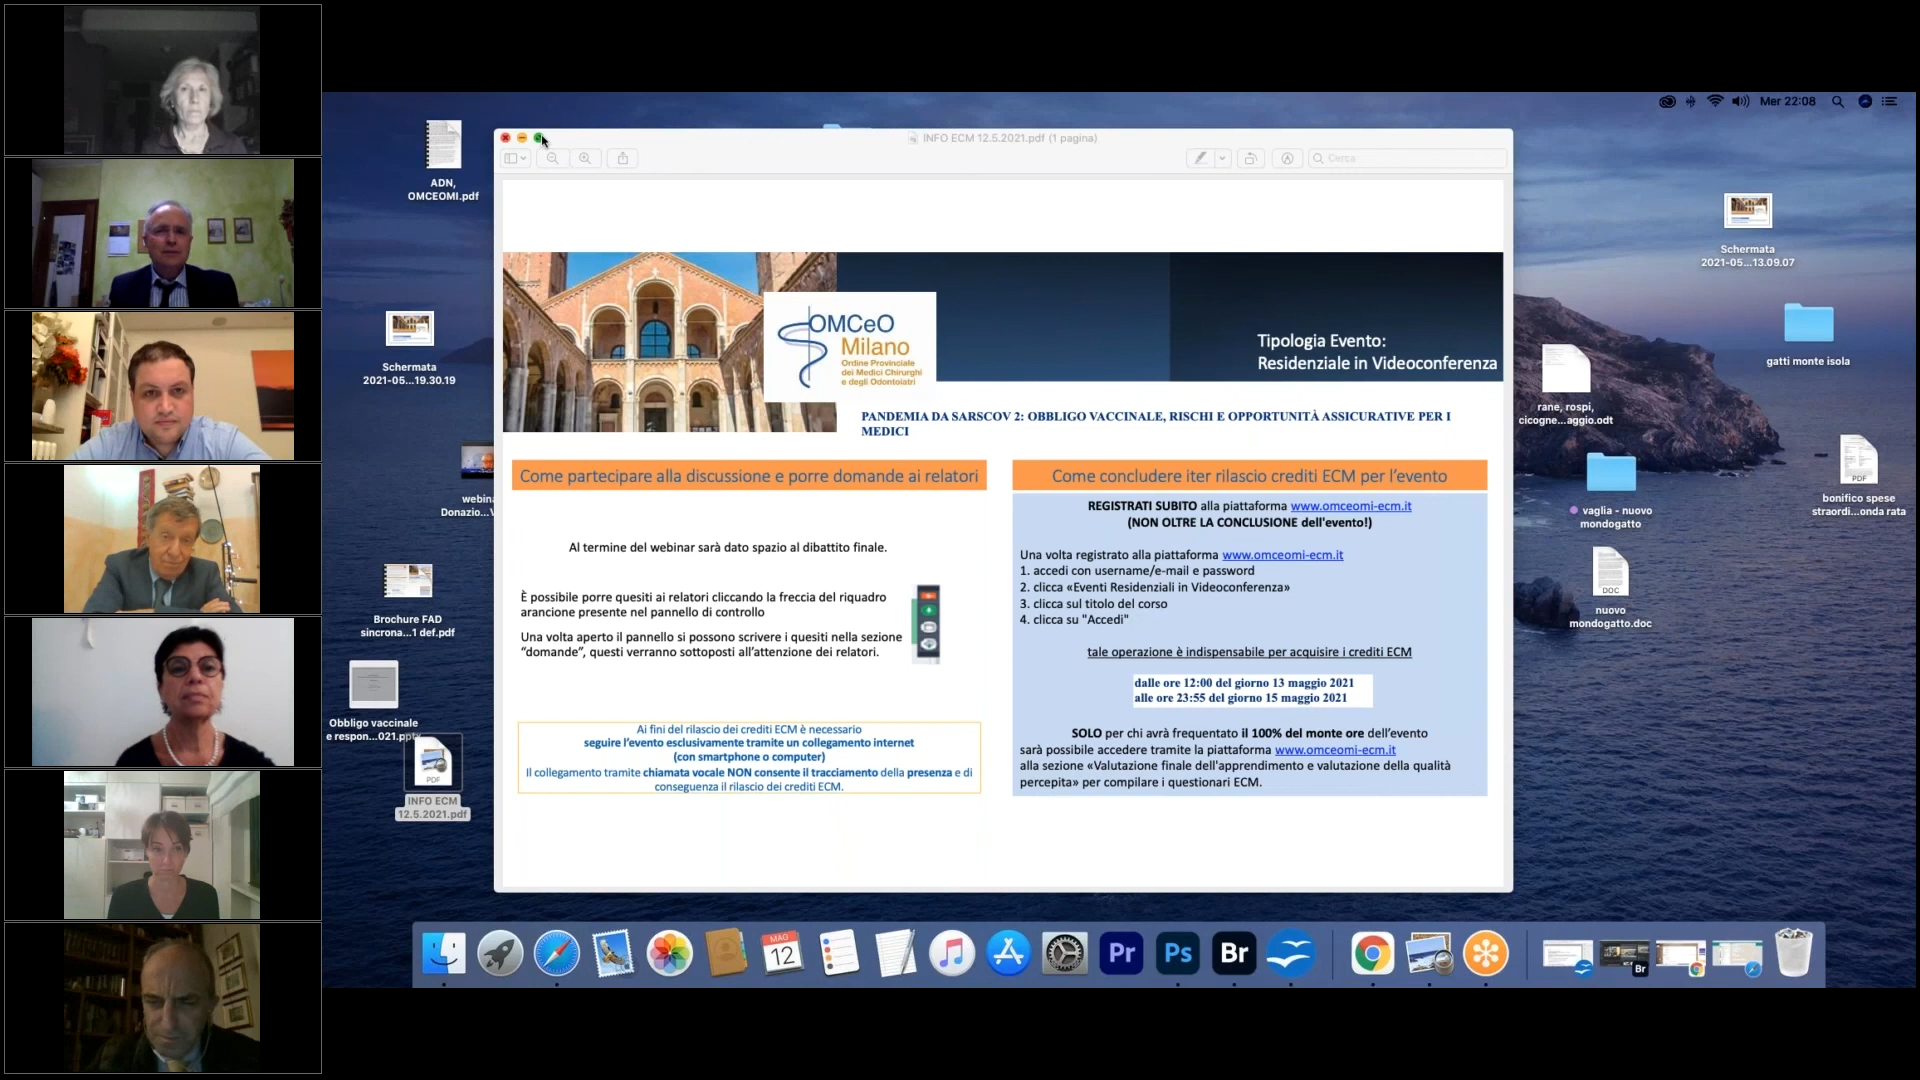 Mer 22:08
INFO ECM 12.5.2021.pdf (1 pagina)
Cerca
ADN,
OMCEOMI.pdf
Schermata
2021-05...19.30.19
Donazio...
Brochure FAD
sincrona...1 def.pdf
Obbligo vaccinale
e respon...021.pptx
PDF
INFO ECM
12.5.2021.pdf
OMCeO
Milano
Ordine Provinciale
dei Medici Chirurghi
e degli Odontoiatri
Tipologia Evento:
Residenziale in Videoconferenza
PANDEMIA DA SARSCOV 2: OBBLIGO VACCINALE, RISCHI E OPPORTUNITÀ ASSICURATIVE PER I
MEDICI
Come partecipare alla discussione e porre domande ai relatori
Al termine del webinar sarà dato spazio al dibattito finale.
È possibile porre quesiti ai relatori cliccando la freccia del riquadro
arancione presente nel pannello di controllo
Una volta aperto il pannello si possono scrivere i quesiti nella sezione
“domande”, questi verranno sottoposti all’attenzione dei relatori.
Ai fini del rilascio dei crediti ECM è necessario
seguire l’evento esclusivamente tramite un collegamento internet
(con smartphone o computer)
Il collegamento tramite chiamata vocale NON consente il tracciamento della presenza e di
conseguenza il rilascio dei crediti ECM.
Come concludere iter rilascio crediti ECM per l’evento
REGISTRATI SUBITO alla piattaforma www.omceomi-ecm.it
(NON OLTRE LA CONCLUSIONE dell'evento!)
Una volta registrato alla piattaforma www.omceomi-ecm.it
1. accedi con username/e-mail e password
2. clicca «Eventi Residenziali in Videoconferenza»
3. clicca sul titolo del corso
4. clicca su "Accedi"
tale operazione è indispensabile per acquisire i crediti ECM
dalle ore 12:00 del giorno 13 maggio 2021
alle ore 23:55 del giorno 15 maggio 2021
SOLO per chi avrà frequentato il 100% del monte ore dell’evento
sarà possibile accedere tramite la piattaforma www.omceomi-ecm.it
alla sezione «Valutazione finale dell'apprendimento e valutazione della qualità
percepita» per compilare i questionari ECM.
Schermata
2021-05...13.09.07
gatti monte isola
rane, rospi,
cicogne...aggio.odt
PDF
bonifico spese
straordi...onda rata
vaglia - nuovo
mondogatto
DOC
nuovo
mondogatto.doc
MAG
12
Pr
Ps
Br
Br